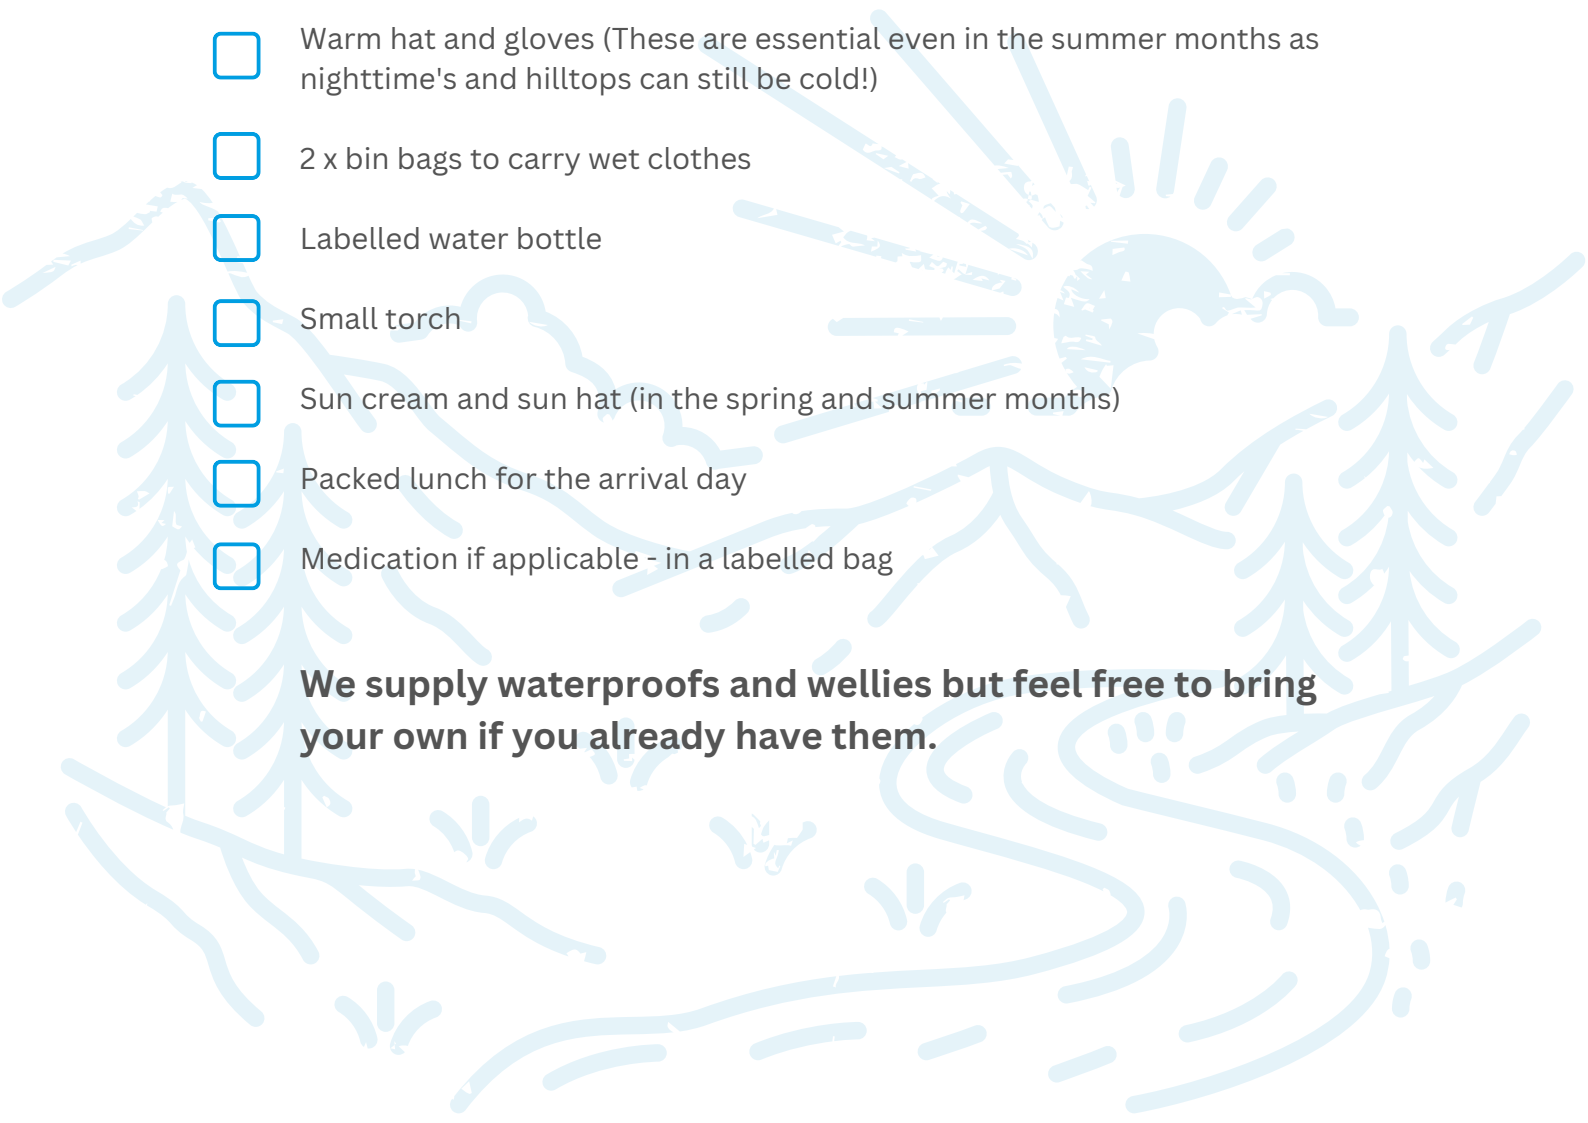 Warm hat and gloves (These are essential even in the summer months as
nighttime's and hilltops can still be cold!)
2 x bin bags to carry wet clothes
Labelled water bottle
Small torch
Sun cream and sun hat (in the spring and summer months)
Packed lunch for the arrival day
Medication if applicable - in a labelled bag
We supply waterproofs and wellies but feel free to bring
your own if you already have them.